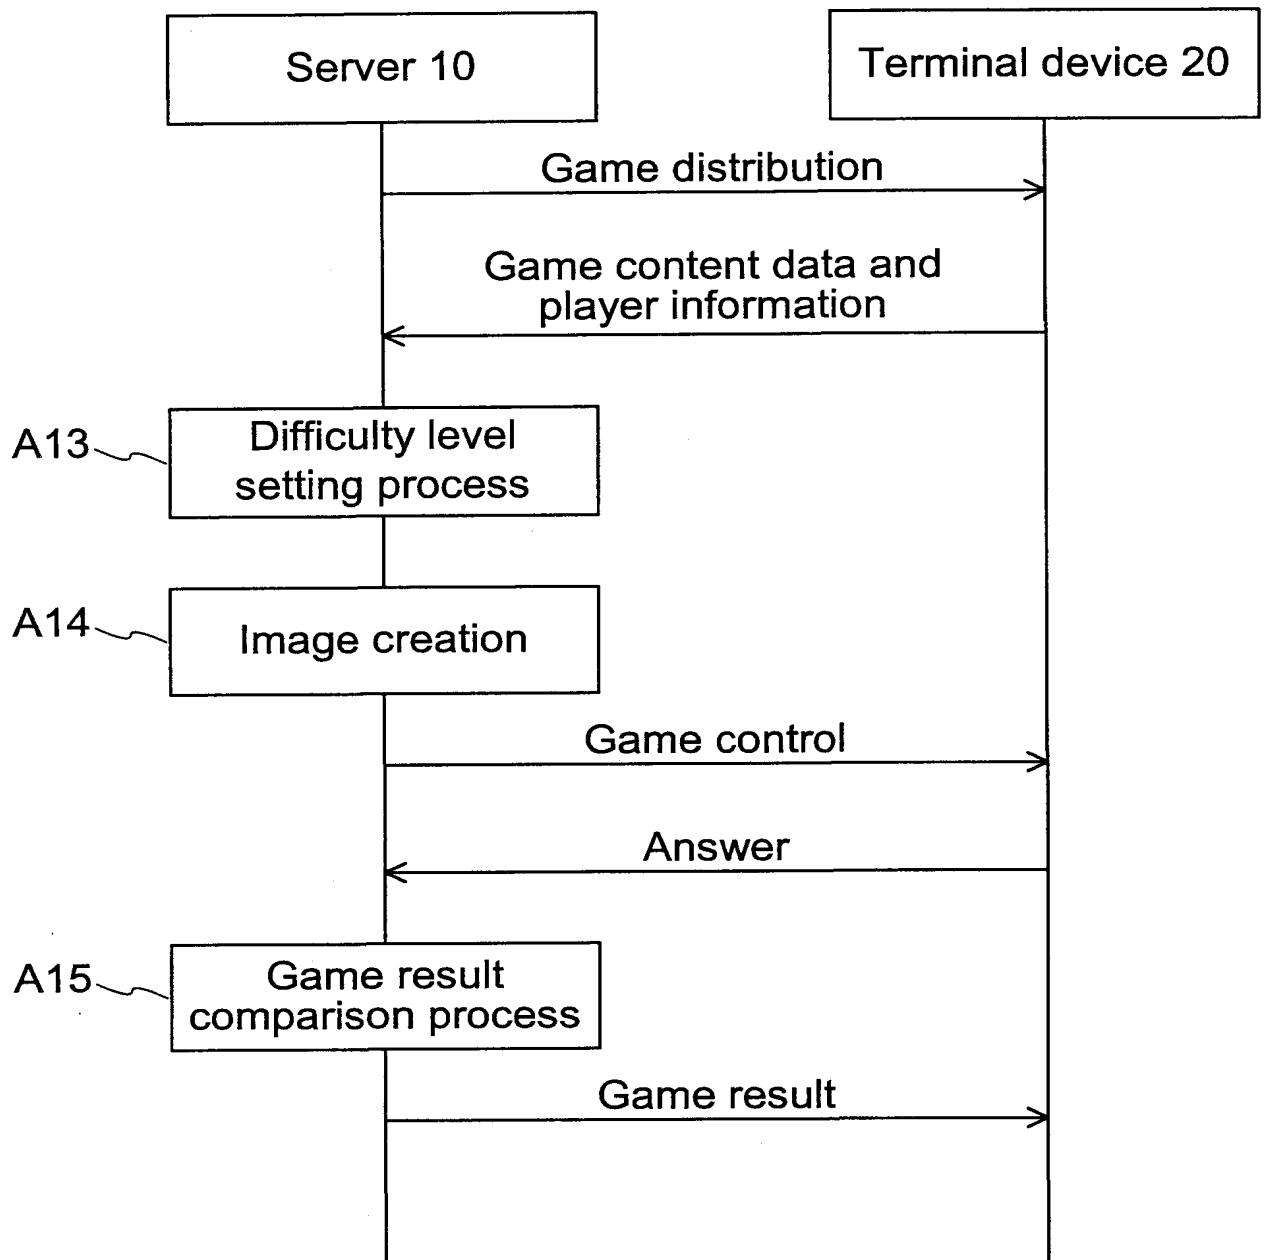 Server 10
Terminal device 20
Game distribution
Game content data and
player information
A13
Difficulty level
setting process
A14
Image creation
Game control
Answer
A15
Game result
comparison process
Game result